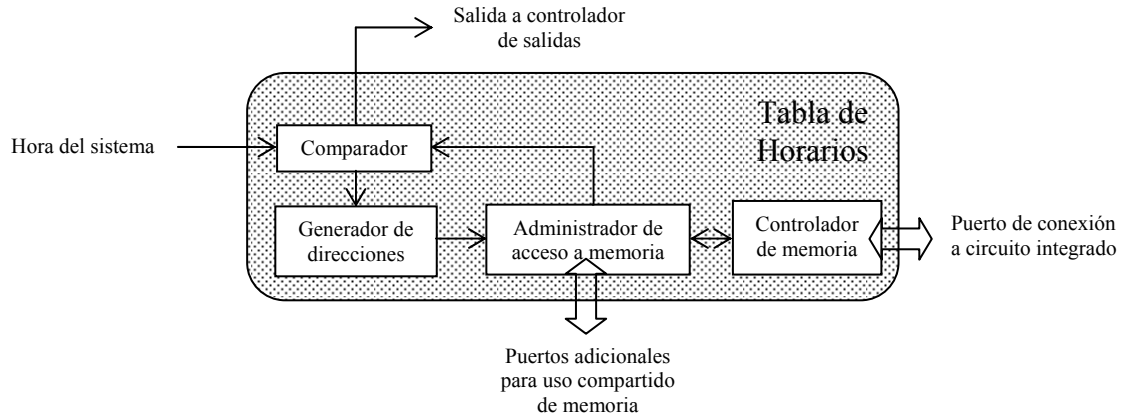 Salida a controlador
de salidas
Tabla de
Horarios
Hora del sistema
Comparador
Generador de
direcciones
Administrador de
acceso a memoria
Controlador
de memoria
Puerto de conexión
a circuito integrado
Puertos adicionales
para uso compartido
de memoria